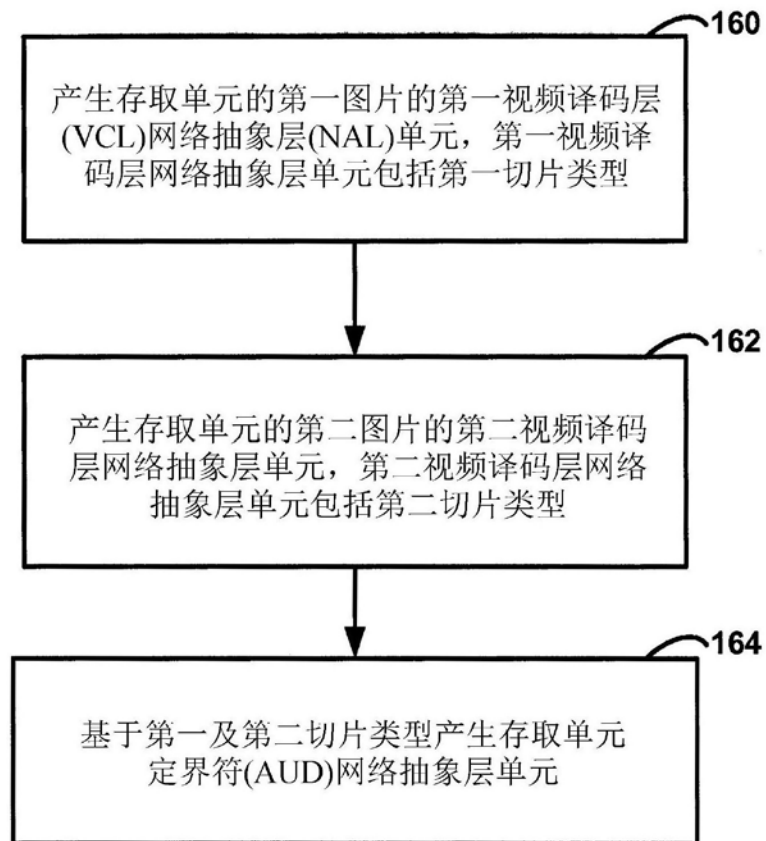 160
产生存取单元的第一图片的第一视频译码层
(VCL)网络抽象层(NAL)单元，第一视频译
码层网络抽象层单元包括第一切片类型
162
产生存取单元的第二图片的第二视频译码
层网络抽象层单元，第二视频译码层网络
抽象层单元包括第二切片类型
164
基于第一及第二切片类型产生存取单元
定界符(AUD)网络抽象层单元